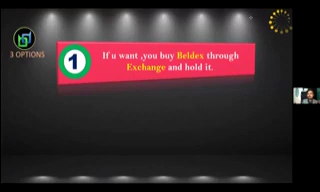 3 OPTIONS
1
If u want ,you buy Beldex through
Exchange and hold it.